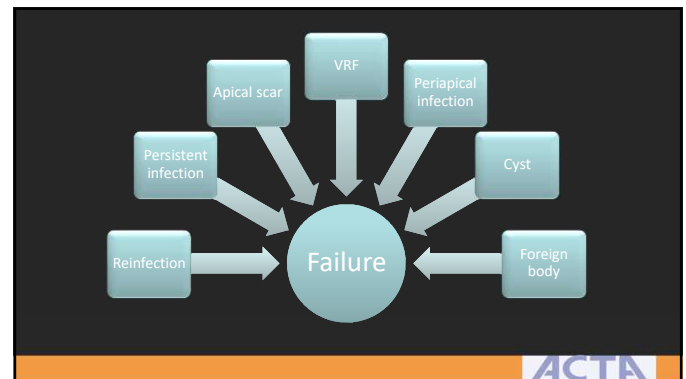 VRF
Apical scar
Periapical
infection
Persistent
infection
Cyst
Reinfection
Failure
Foreign
body
ACTA